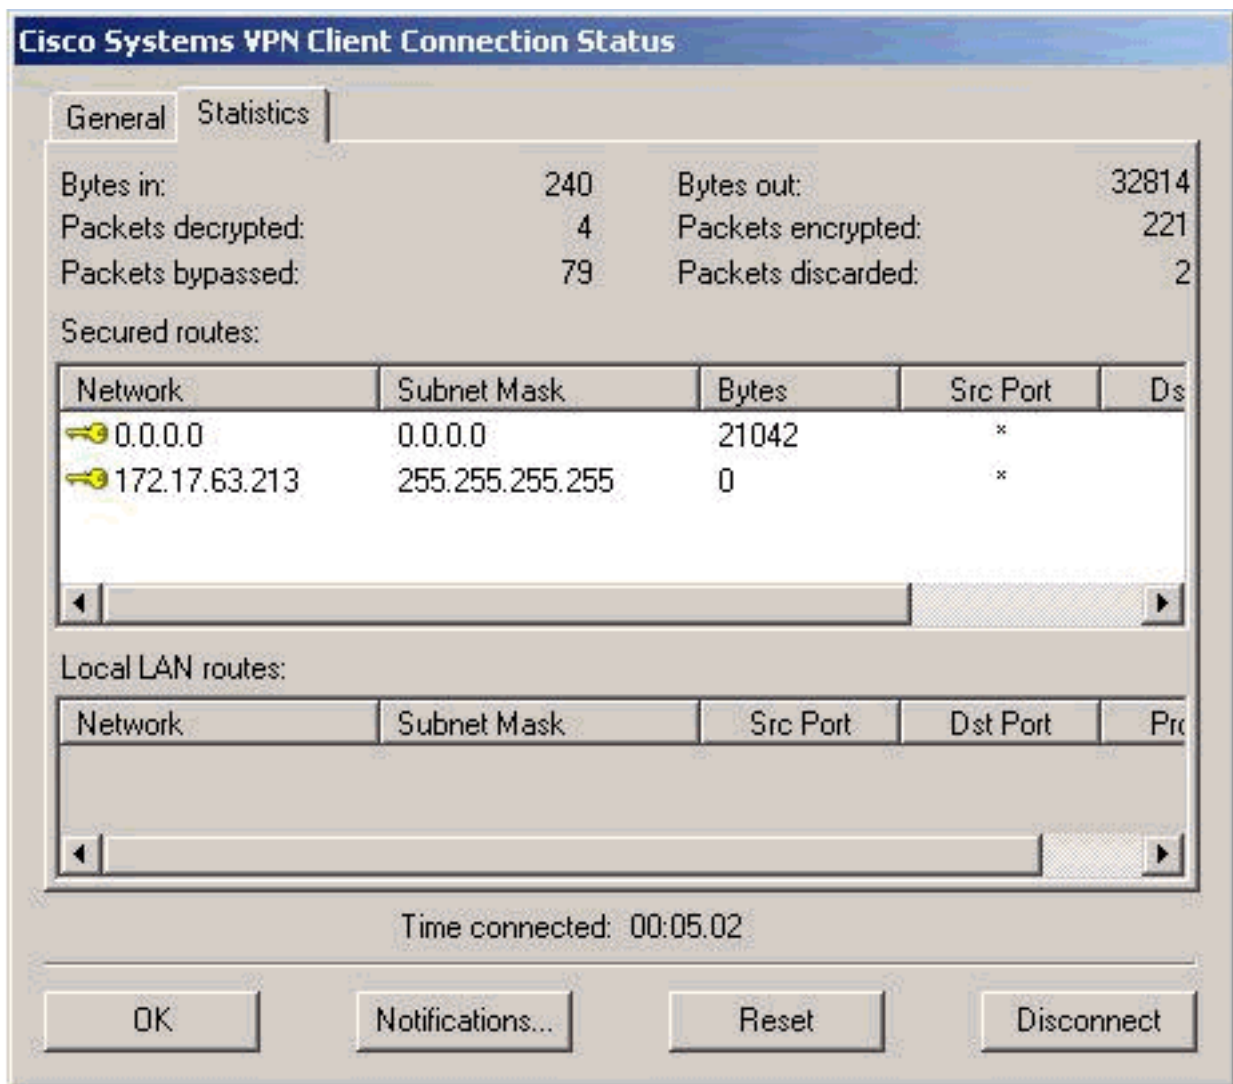 Cisco Systems VPN Client Connection Status
General Statistics
Bytes in: 240 Bytes out: 32814
Packets decrypted: 4 Packets encrypted: 221
Packets bypassed: 79 Packets discarded: 2
Secured routes:
Network Subnet Mask Bytes Src Port Ds
0.0.0.0 0.0.0.0 21042 *
172.17.63.213 255.255.255.255 0 *
Local LAN routes:
Network Subnet Mask Src Port Dst Port Pro
Time connected: 00:05.02
OK Notifications... Reset Disconnect